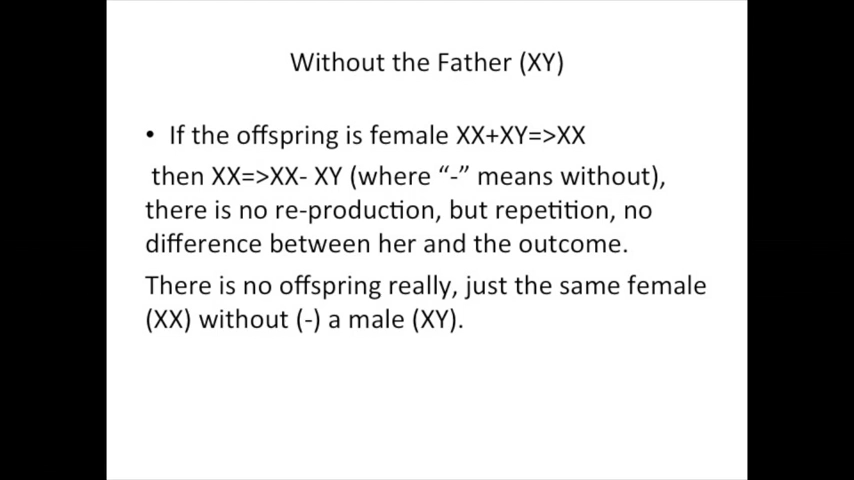 Without the Father (XY)
• If the offspring is female XX+XY=>XX
then XX=>XX- XY (where “-” means without),
there is no re-production, but repetition, no
difference between her and the outcome.
There is no offspring really, just the same female
(XX) without (-) a male (XY).